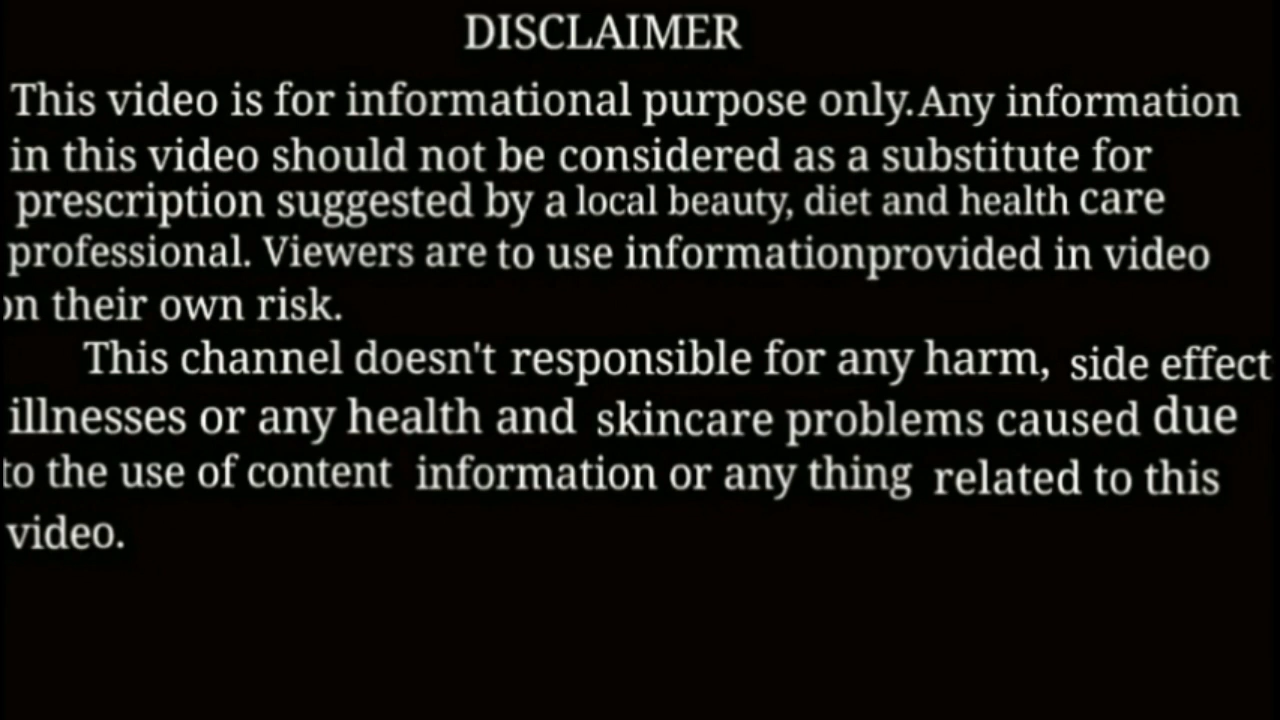 DISCLAIMER
This video is for informational purpose only.Any information
in this video should not be considered as a substitute for
prescription suggested by a local beauty, diet and health care
professional. Viewers are to use informationprovided in video
on their own risk.
This channel doesn't responsible for any harm, side effect
illnesses or any health and skincare problems caused due
to the use of content information or any thing related to this
video.